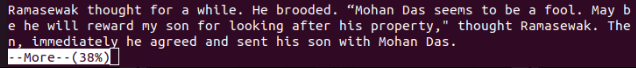 Ramasewak thought for a while. He brooded. “Mohan Das seems to be a fool. May b
e he will reward my son for looking after his property," thought Ramasewak. The
n, immediately he agreed and sent his son with Mohan Das.
--More--(38%)